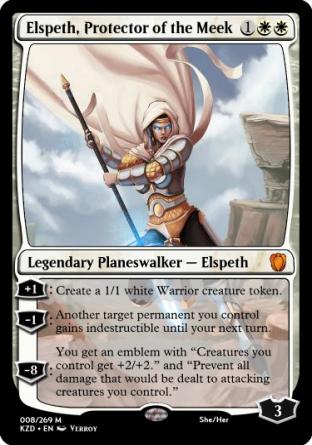 Elspeth, Protector of the Meek 1
Legendary Planeswalker — Elspeth
+1: Create a 1/1 white Warrior creature token.
-1: Another target permanent you control
gains indestructible until your next turn.
You get an emblem with “Creatures you
-8: control get +2/+2.” and “Prevent all
damage that would be dealt to attacking
creatures you control.”
3
008/269 M
She/Her
KZD • EN Verroy